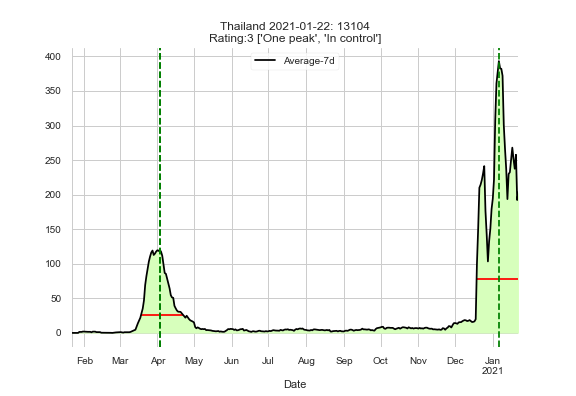 Thailand 2021-01-22: 13104
Rating:3 ['One peak', 'In control']
Average-7d
400
350
300
250
200
150
100
50
0
Feb Mar Apr May Jun Jul Aug Sep Oct Nov Dec Jan
2021
Date